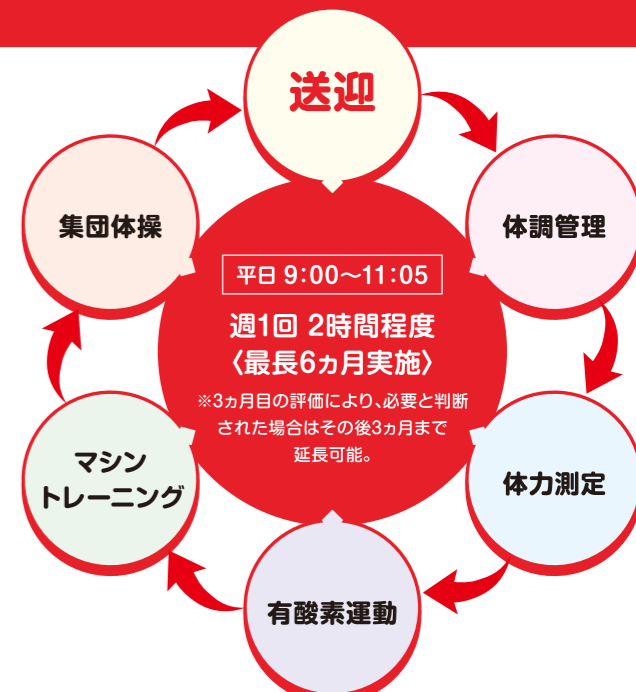 送迎
体調管理
体力測定
有酸素運動
マシン
トレーニング
集団体操
平日 9:00〜11:05
週1回 2時間程度
〈最長6ヵ月実施〉
※3ヵ月目の評価により、必要と判断
された場合はその後3ヵ月まで
延長可能。